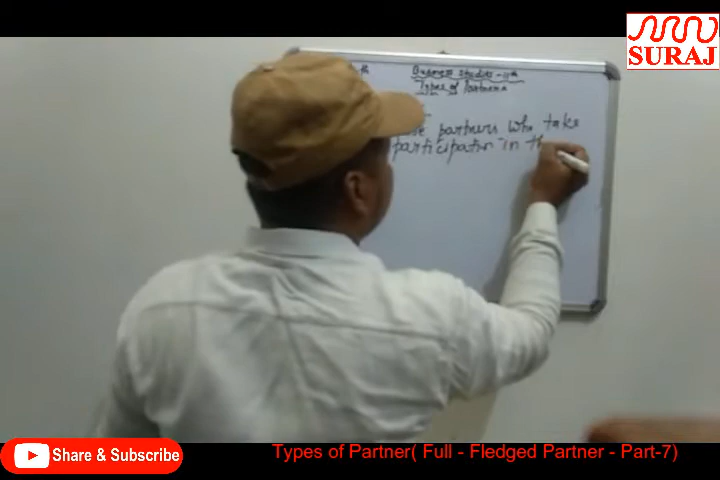 SURAJ
th Business studies - 11th
Types of Partners
partners who take
participation in th
Share & Subscribe
Types of Partner( Full - Fledged Partner - Part-7)